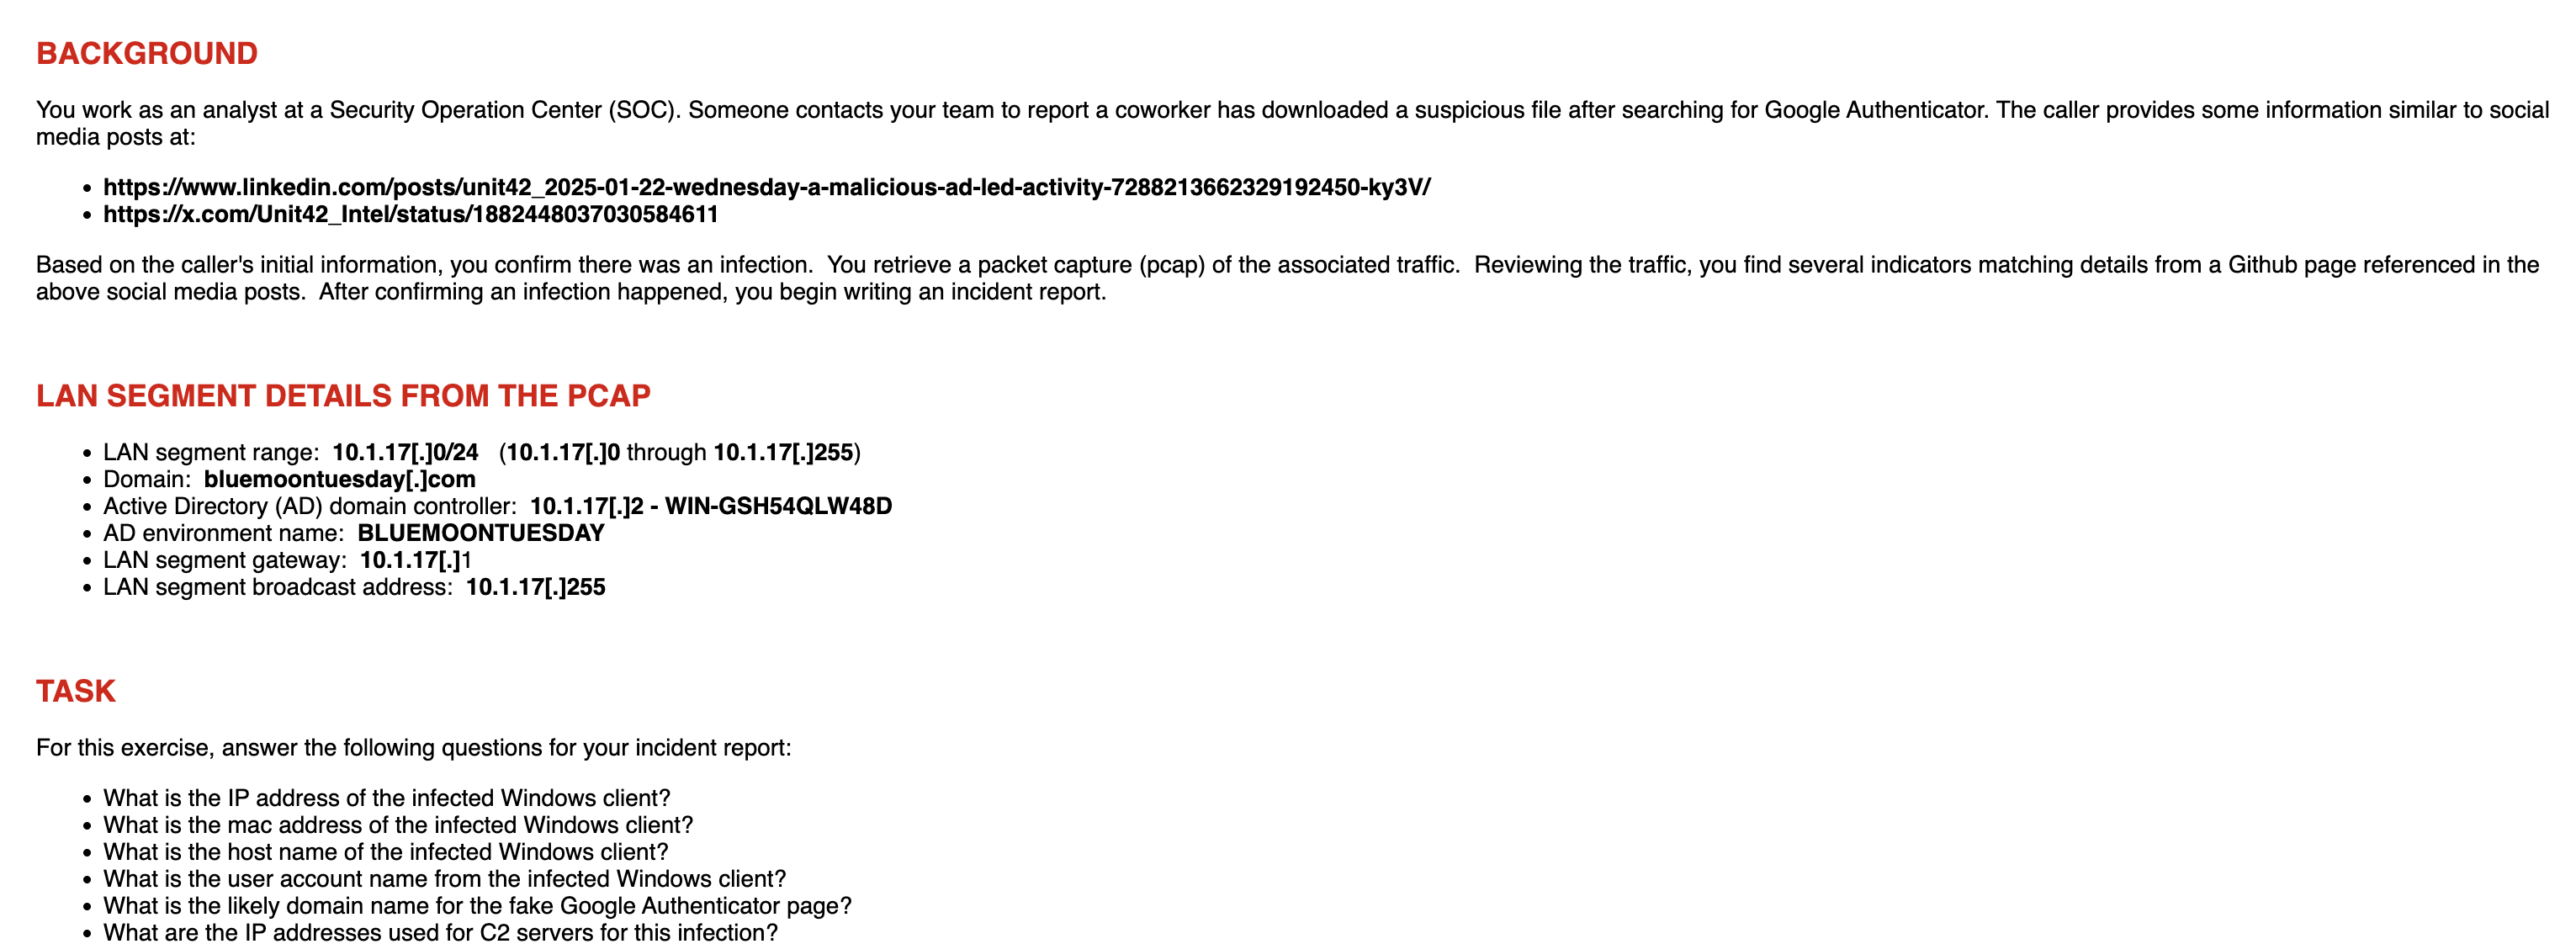 BACKGROUND
You work as an analyst at a Security Operation Center (SOC). Someone contacts your team to report a coworker has downloaded a suspicious file after searching for Google Authenticator. The caller provides some information similar to social
media posts at:
• https://www.linkedin.com/posts/unit42_2025-01-22-wednesday-a-malicious-ad-led-activity-7288213662329192450-ky3V/
• https://x.com/Unit42_Intel/status/1882448037030584611
Based on the caller's initial information, you confirm there was an infection.  You retrieve a packet capture (pcap) of the associated traffic.  Reviewing the traffic, you find several indicators matching details from a Github page referenced in the
above social media posts.  After confirming an infection happened, you begin writing an incident report.
LAN SEGMENT DETAILS FROM THE PCAP
• LAN segment range:  10.1.17[.]0/24   (10.1.17[.]0 through 10.1.17[.]255)
• Domain:  bluemoontuesday[.]com
• Active Directory (AD) domain controller:  10.1.17[.]2 - WIN-GSH54QLW48D
• AD environment name:  BLUEMOONTUESDAY
• LAN segment gateway:  10.1.17[.]1
• LAN segment broadcast address:  10.1.17[.]255
TASK
For this exercise, answer the following questions for your incident report:
• What is the IP address of the infected Windows client?
• What is the mac address of the infected Windows client?
• What is the host name of the infected Windows client?
• What is the user account name from the infected Windows client?
• What is the likely domain name for the fake Google Authenticator page?
• What are the IP addresses used for C2 servers for this infection?